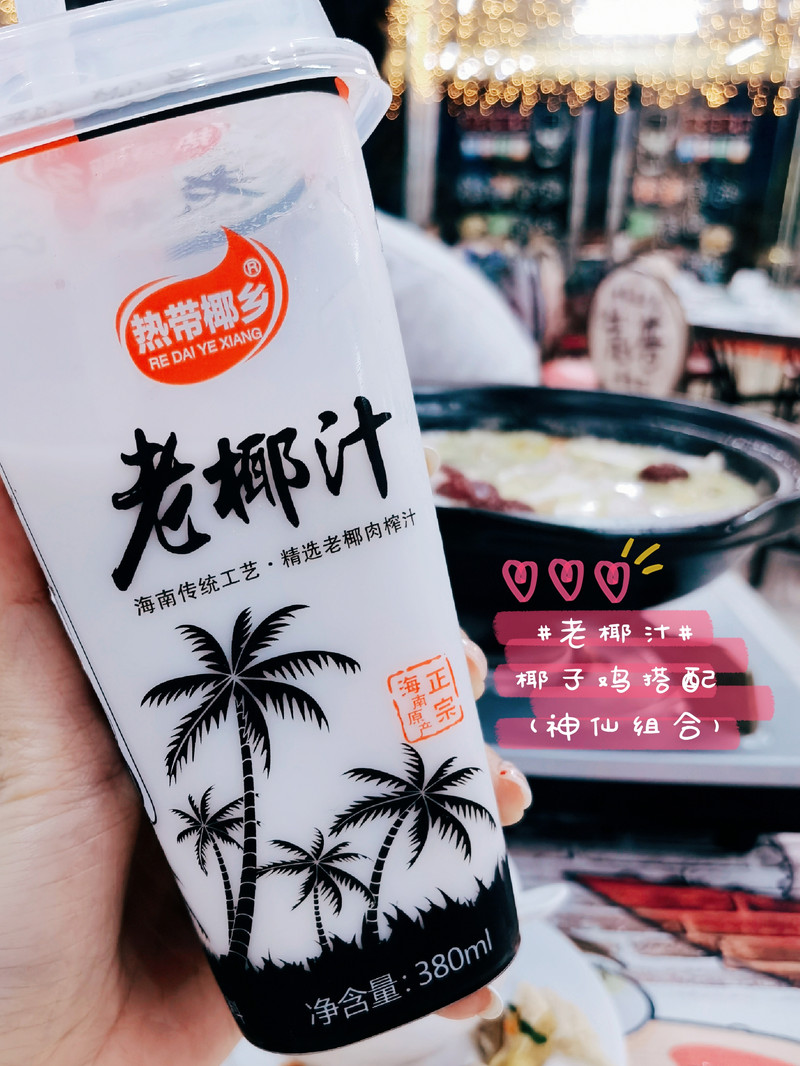 热带椰乡®
RE DAI YE XIANG
老椰汁
海南传统工艺·精选老椰肉榨汁
正宗
海南原产
净含量:380ml
#老椰汁#
椰子鸡搭配
(神仙组合)